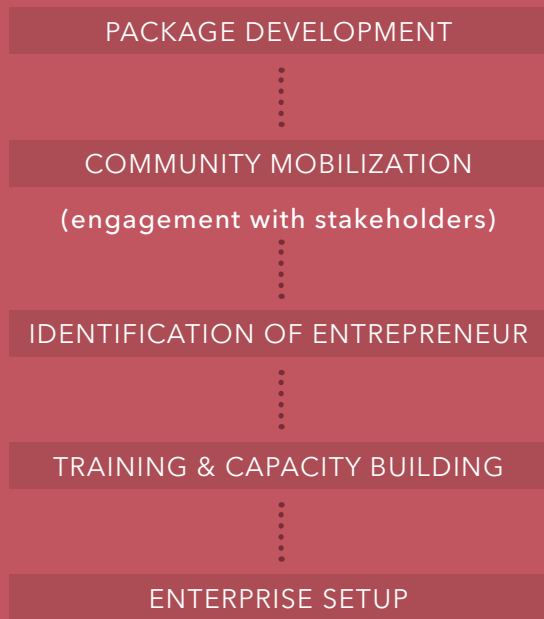 PACKAGE DEVELOPMENT
COMMUNITY MOBILIZATION
(engagement with stakeholders)
IDENTIFICATION OF ENTREPRENEUR
TRAINING & CAPACITY BUILDING
ENTERPRISE SETUP